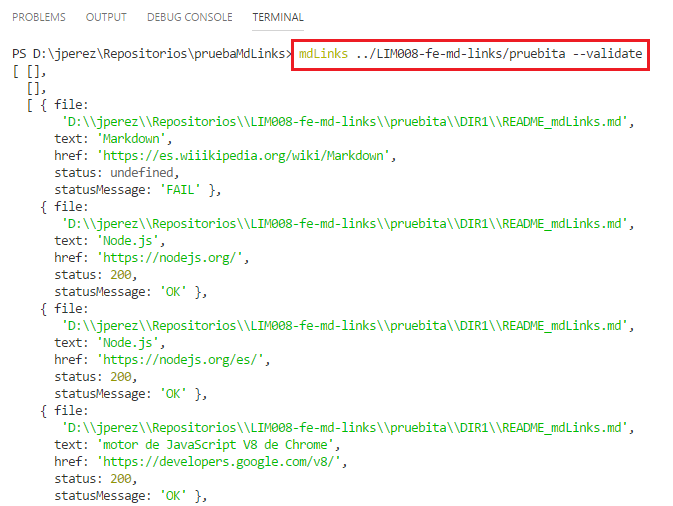 PROBLEMS OUTPUT DEBUG CONSOLE TERMINAL
PS D:\jperez\Repositorios\pruebaMdLinks> mdLinks ../LIM008-fe-md-links/pruebita --validate
[ [],
  [],
  [ { file:
       'D:\\jperez\\Repositorios\\LIM008-fe-md-links\\pruebita\\DIR1\\README_mdLinks.md',
      text: 'Markdown',
      href: 'https://es.wiiikipedia.org/wiki/Markdown',
      status: undefined,
      statusMessage: 'FAIL' },
    { file:
       'D:\\jperez\\Repositorios\\LIM008-fe-md-links\\pruebita\\DIR1\\README_mdLinks.md',
      text: 'Node.js',
      href: 'https://nodejs.org/',
      status: 200,
      statusMessage: 'OK' },
    { file:
       'D:\\jperez\\Repositorios\\LIM008-fe-md-links\\pruebita\\DIR1\\README_mdLinks.md',
      text: 'Node.js',
      href: 'https://nodejs.org/es/',
      status: 200,
      statusMessage: 'OK' },
    { file:
       'D:\\jperez\\Repositorios\\LIM008-fe-md-links\\pruebita\\DIR1\\README_mdLinks.md',
      text: 'motor de JavaScript V8 de Chrome',
      href: 'https://developers.google.com/v8/',
      status: 200,
      statusMessage: 'OK' },